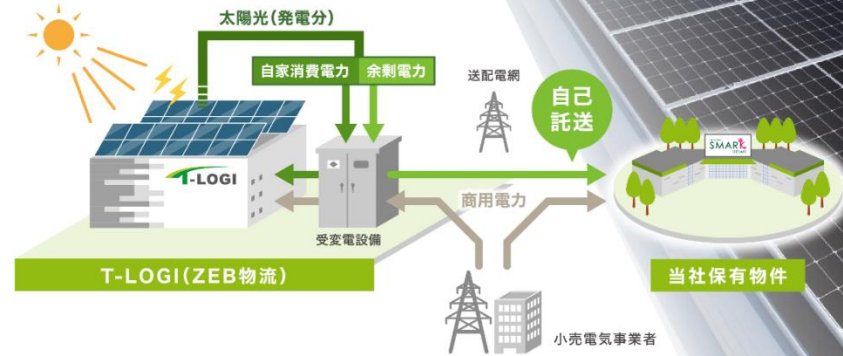 太陽光(発電分)
自家消費電力
余剰電力
送配電網
自己
託送
T-LOGI
SMARK
商用電力
受変電設備
T-LOGI(ZEB物流)
当社保有物件
小売電気事業者